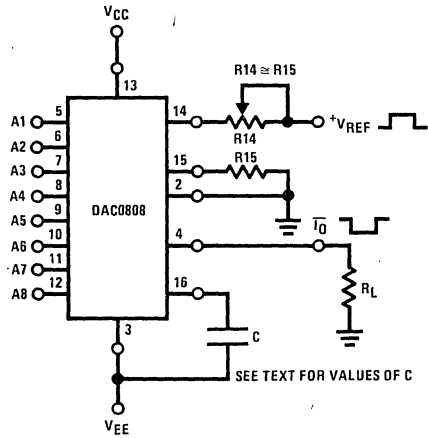 VCC
13
R14 ≅ R15
A1 5
14
R14
+VREF
A2 6
A3 7
15
R15
A4 8
2
DAC0808
A5 9
A6 10
4
I0
A7 11
A8 12
16
RL
C
3
SEE TEXT FOR VALUES OF C
VEE